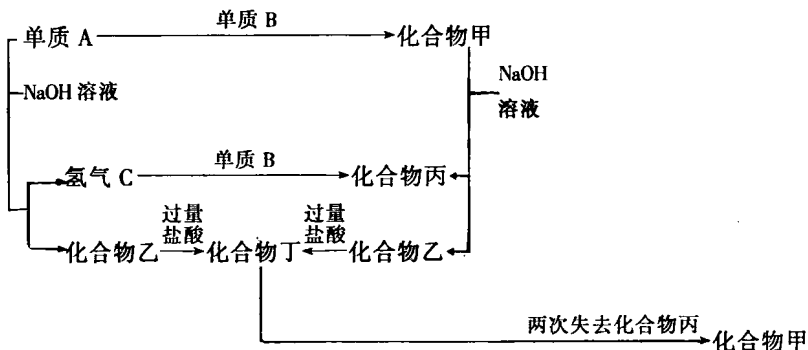 单质 A 单质 B 化合物甲
NaOH 溶液
NaOH
溶液
氢气 C 单质 B 化合物丙
化合物乙 过量
盐酸 化合物丁 过量
盐酸 化合物乙
两次失去化合物丙 化合物甲